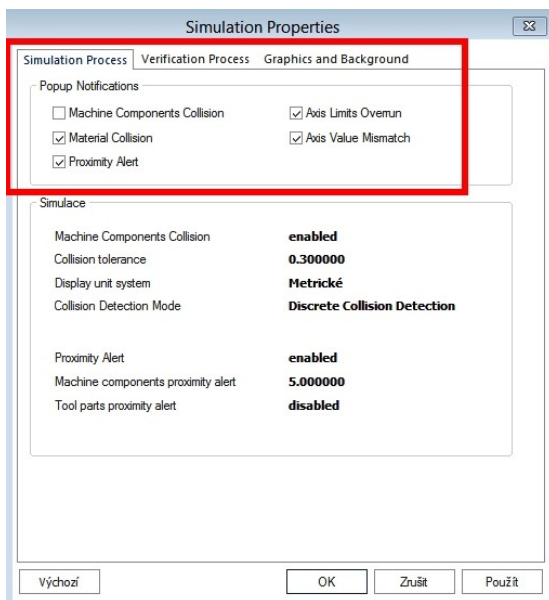 Simulation Properties
Simulation Process Verification Process Graphics and Background
Popup Notifications
Machine Components Collision Axis Limits Overrun
Material Collision Axis Value Mismatch
Proximity Alert
Simulace
Machine Components Collision enabled
Collision tolerance 0.300000
Display unit system Metrické
Collision Detection Mode Discrete Collision Detection
Proximity Alert enabled
Machine components proximity alert 5.000000
Tool parts proximity alert disabled
Výchozí OK Zrušit Použít